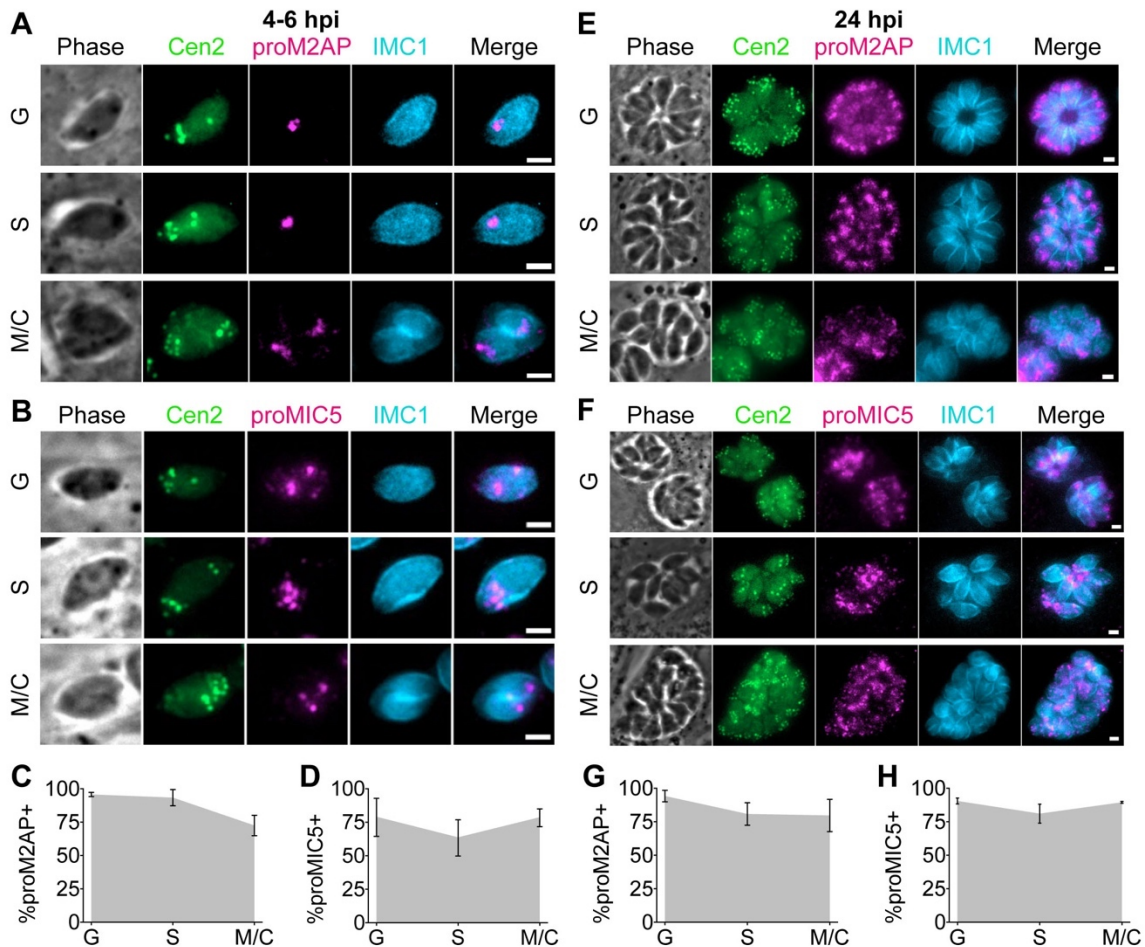 A
4-6 hpi
Phase Cen2 proM2AP IMC1 Merge
G
S
M/C
B
Phase Cen2 proMIC5 IMC1 Merge
G
S
M/C
E
24 hpi
Phase Cen2 proM2AP IMC1 Merge
G
S
M/C
F
Phase Cen2 proMIC5 IMC1 Merge
G
S
M/C
C
%proM2AP+
100
75
50
25
0
G S M/C
D
%proMIC5+
100
75
50
25
0
G S M/C
G
%proM2AP+
100
75
50
25
0
G S M/C
H
%proMIC5+
100
75
50
25
0
G S M/C